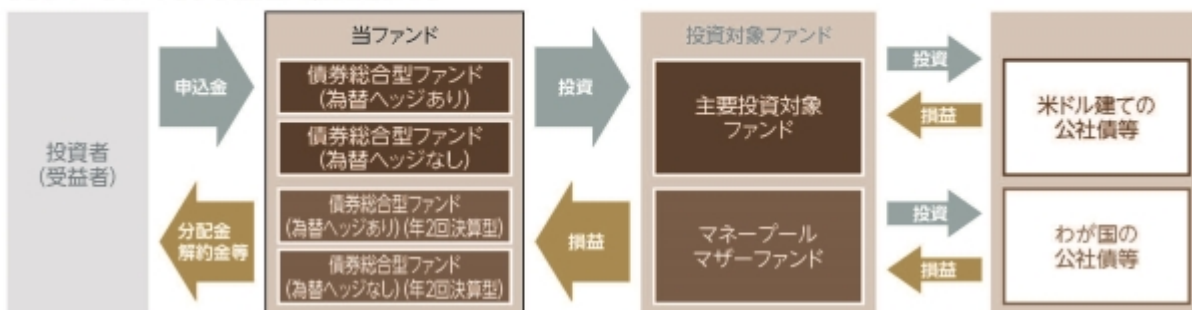 投資者
(受益者)
申込金
分配金
解約金等
当ファンド
債券総合型ファンド
(為替ヘッジあり)
債券総合型ファンド
(為替ヘッジなし)
債券総合型ファンド
(為替ヘッジあり)(年2回決算型)
債券総合型ファンド
(為替ヘッジなし)(年2回決算型)
投資
損益
投資対象ファンド
主要投資対象
ファンド
マネープール
マザーファンド
投資
損益
投資
損益
米ドル建ての
公社債等
わが国の
公社債等